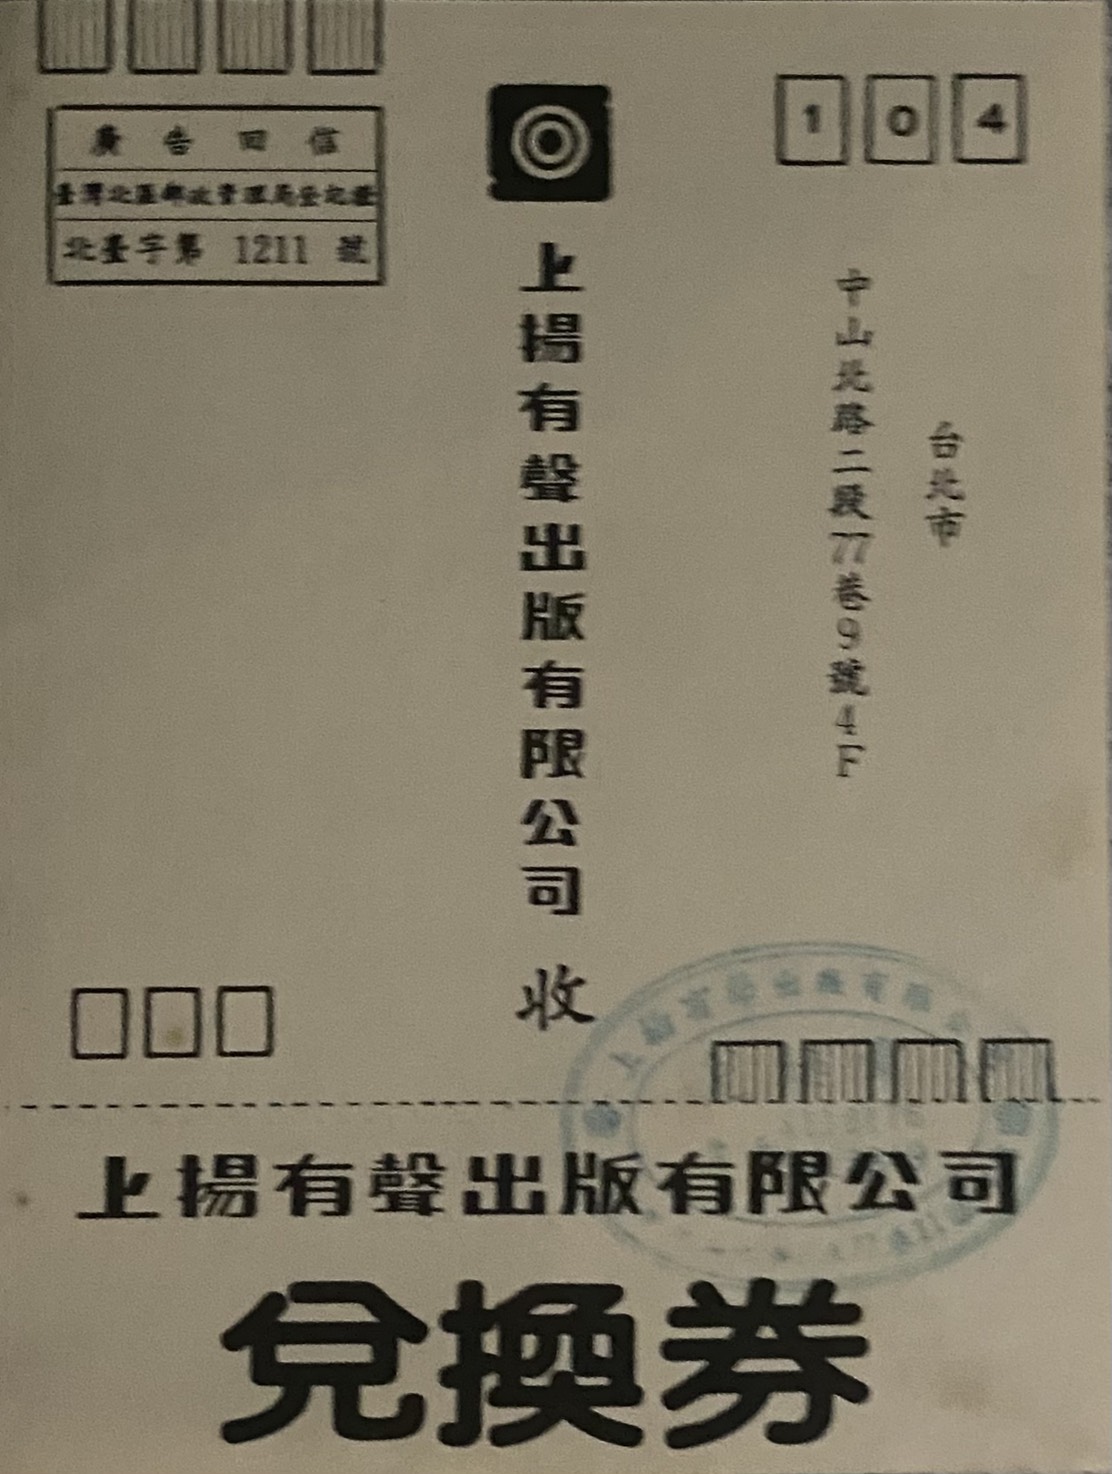 廣告回信
臺灣北區郵政管理局登記證
北臺字第 1211 號
104
台北市
中山北路二段77巷9號4F
上揚有聲出版有限公司 收
上揚有聲出版有限公司
兌換券